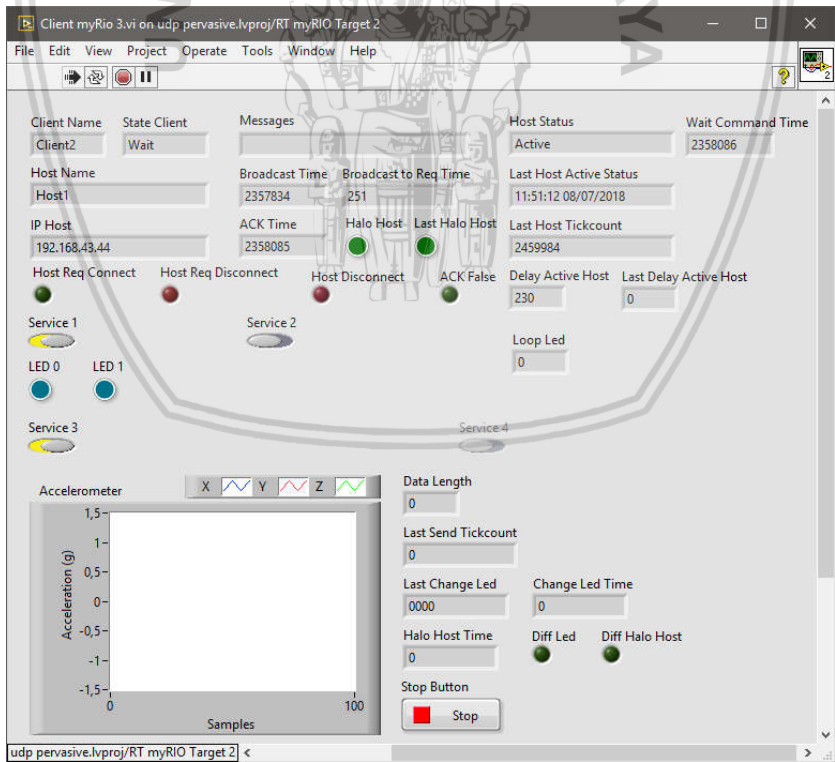 Client myRio 3.vi on udp pervasive.lvproj/RT myRIO Target 2
File Edit View Project Operate Tools Window Help
2
Client Name State Client Messages Host Status Wait Command Time
Client2 Wait Active 2358086
Host Name Broadcast Time Broadcast to Req Time Last Host Active Status
Host1 2357834 251 11:51:12 08/07/2018
IP Host ACK Time Halo Host Last Halo Host Last Host Tickcount
192.168.43.44 2358085 2459984
Host Req Connect Host Req Disconnect Host Disconnect ACK False Delay Active Host Last Delay Active Host
230 0
Service 1 Service 2
Loop Led
0
LED 0 LED 1
Service 3 Service 4
Accelerometer X Y Z
Data Length
0
Last Send Tickcount
0
Last Change Led Change Led Time
0000 0
Halo Host Time Diff Led Diff Halo Host
0
Stop Button
Stop
Acceleration (g)
1,5
1
0,5
0
-0,5
-1
-1,5
0 100
Samples
udp pervasive.lvproj/RT myRIO Target 2